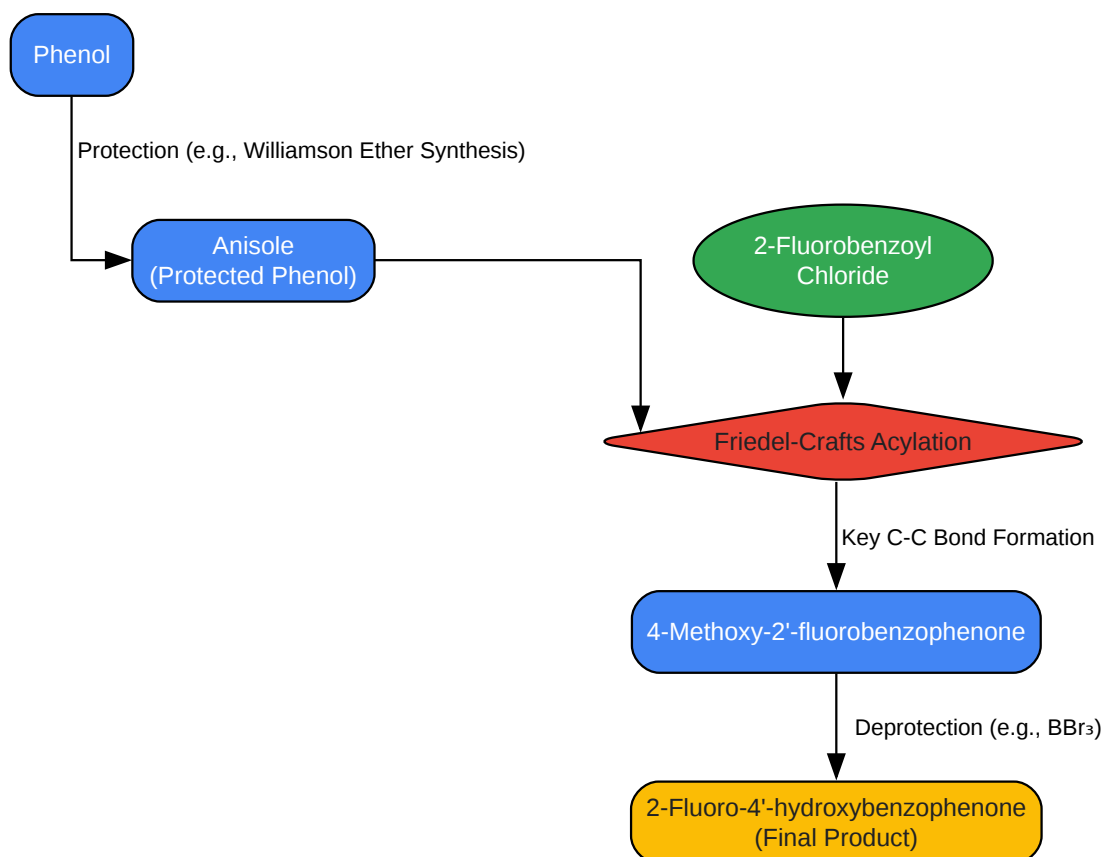 Phenol
Protection (e.g., Williamson Ether Synthesis)
Anisole
(Protected Phenol)
2-Fluorobenzoyl
Chloride
Friedel-Crafts Acylation
Key C-C Bond Formation
4-Methoxy-2'-fluorobenzophenone
Deprotection (e.g., BBr₃)
2-Fluoro-4'-hydroxybenzophenone
(Final Product)